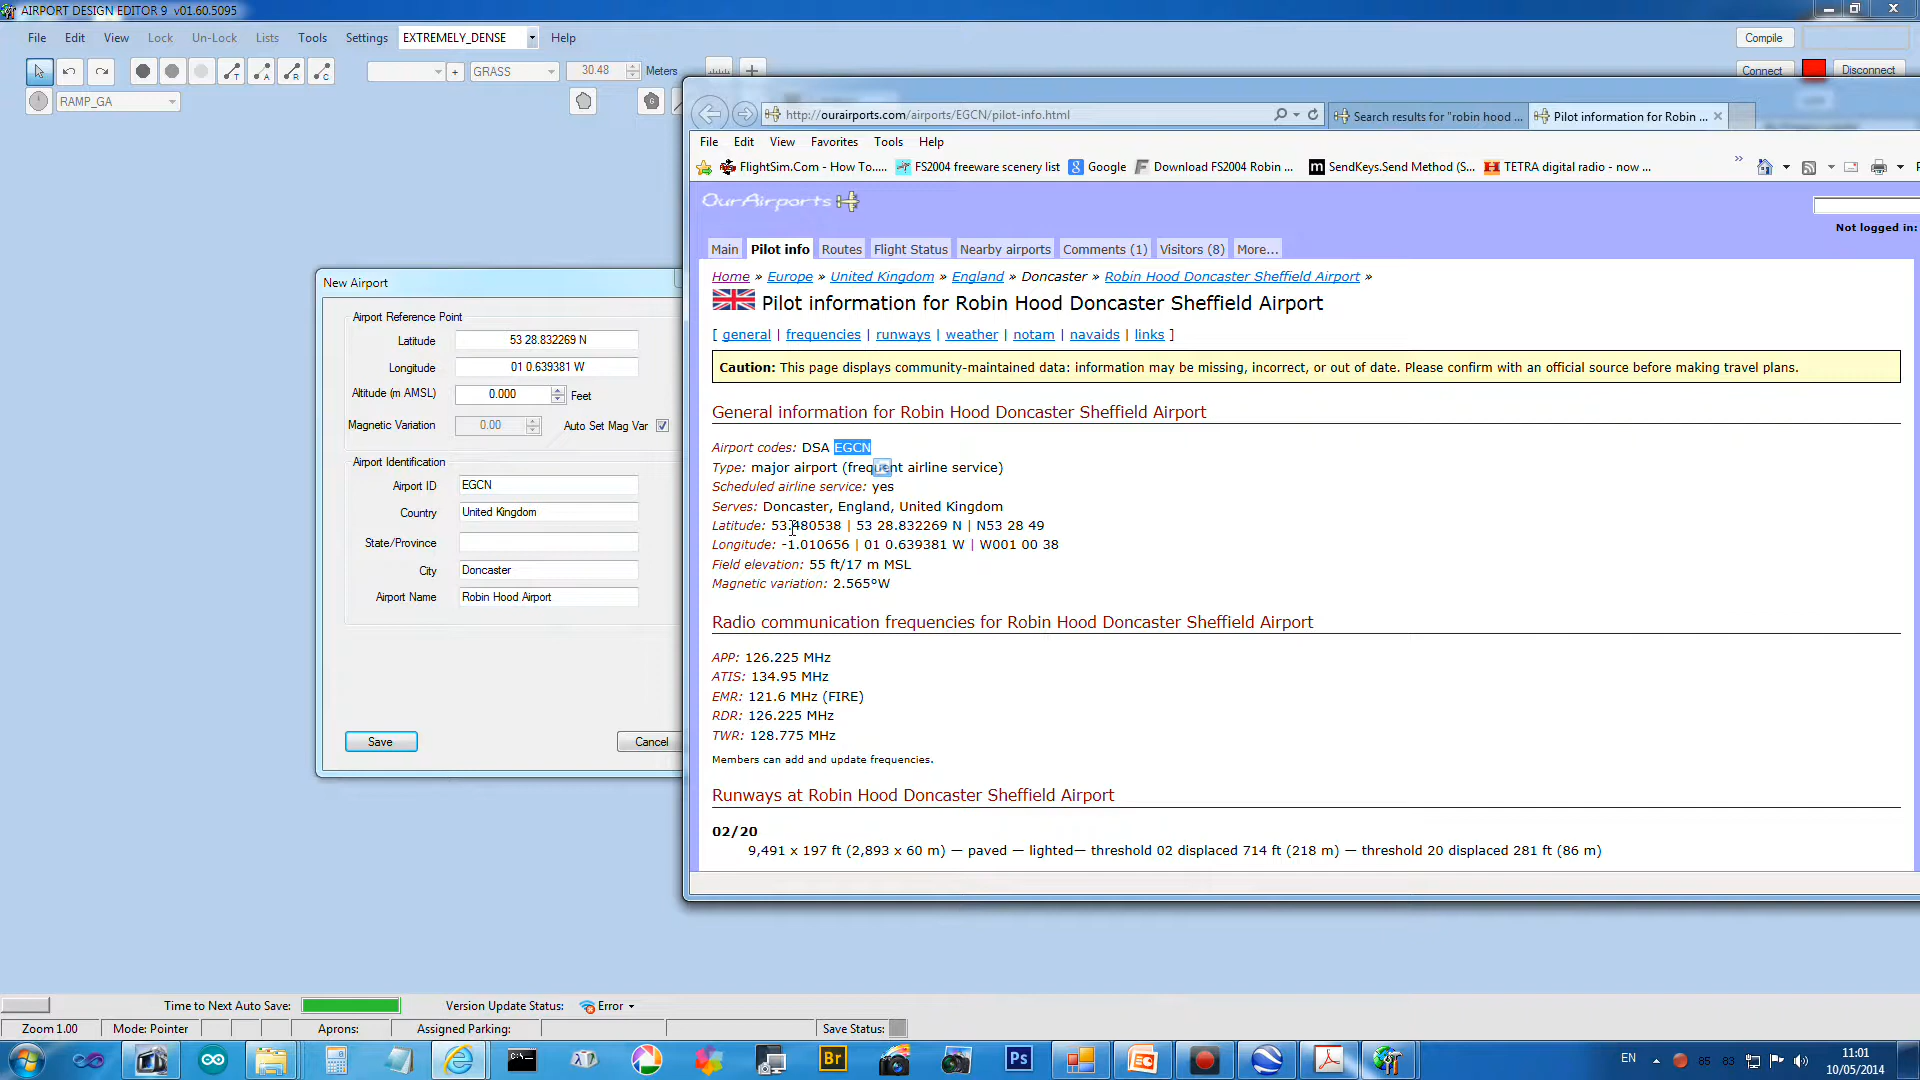 AIRPORT DESIGN EDITOR 9 v01.60.5095
File Edit View Lock Un-Lock Lists Tools Settings EXTREMELY_DENSE Help
Compile
GRASS 30.48 Meters
Connect Disconnect
RAMP_GA
http://ourairports.com/airports/EGCN/pilot-info.html
Search results for "robin hood ...
Pilot information for Robin ...
File Edit View Favorites Tools Help
FlightSim.Com - How To.....
FS2004 freeware scenery list
Google
Download FS2004 Robin ...
SendKeys.Send Method (S...
TETRA digital radio - now ...
OurAirports
Not logged in:
Main Pilot info Routes Flight Status Nearby airports Comments (1) Visitors (8) More...
Home » Europe » United Kingdom » England » Doncaster » Robin Hood Doncaster Sheffield Airport »
Pilot information for Robin Hood Doncaster Sheffield Airport
[ general | frequencies | runways | weather | notam | navaids | links ]
Caution: This page displays community-maintained data: information may be missing, incorrect, or out of date. Please confirm with an official source before making travel plans.
General information for Robin Hood Doncaster Sheffield Airport
Airport codes: DSA EGCN
Type: major airport (frequent airline service)
Scheduled airline service: yes
Serves: Doncaster, England, United Kingdom
Latitude: 53.480538 | 53 28.832269 N | N53 28 49
Longitude: -1.010656 | 01 0.639381 W | W001 00 38
Field elevation: 55 ft/17 m MSL
Magnetic variation: 2.565°W
Radio communication frequencies for Robin Hood Doncaster Sheffield Airport
APP: 126.225 MHz
ATIS: 134.95 MHz
EMR: 121.6 MHz (FIRE)
RDR: 126.225 MHz
TWR: 128.775 MHz
Members can add and update frequencies.
Runways at Robin Hood Doncaster Sheffield Airport
02/20
9,491 x 197 ft (2,893 x 60 m) — paved — lighted— threshold 02 displaced 714 ft (218 m) — threshold 20 displaced 281 ft (86 m)
New Airport
Airport Reference Point
Latitude 53 28.832269 N
Longitude 01 0.639381 W
Altitude (m AMSL) 0.000 Feet
Magnetic Variation 0.00 Auto Set Mag Var
Airport Identification
Airport ID EGCN
Country United Kingdom
State/Province
City Doncaster
Airport Name Robin Hood Airport
Save Cancel
Time to Next Auto Save: Version Update Status: Error
Zoom 1.00 Mode: Pointer Aprons: Assigned Parking: Save Status:
Br
Ps
EN 85 83
11:01
10/05/2014